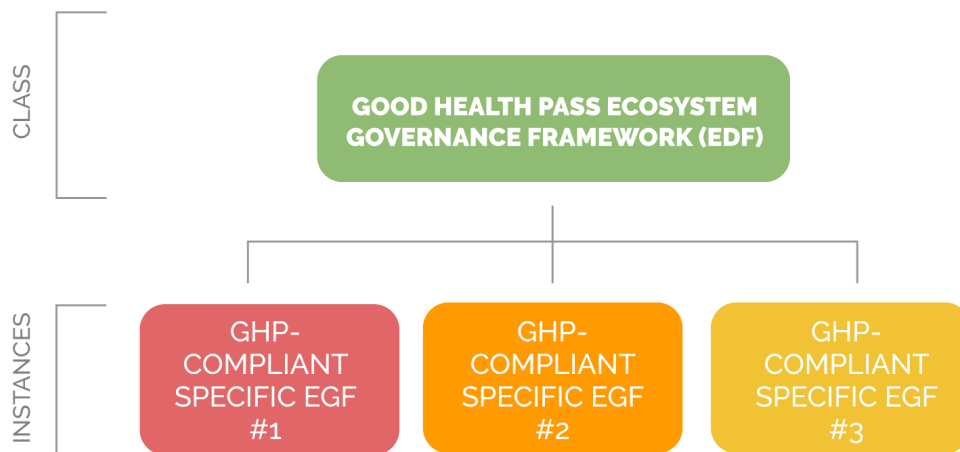 CLASS
GOOD HEALTH PASS ECOSYSTEM
GOVERNANCE FRAMEWORK (EDF)
INSTANCES
GHP-
COMPLIANT
SPECIFIC EGF
#1
GHP-
COMPLIANT
SPECIFIC EGF
#2
GHP-
COMPLIANT
SPECIFIC EGF
#3